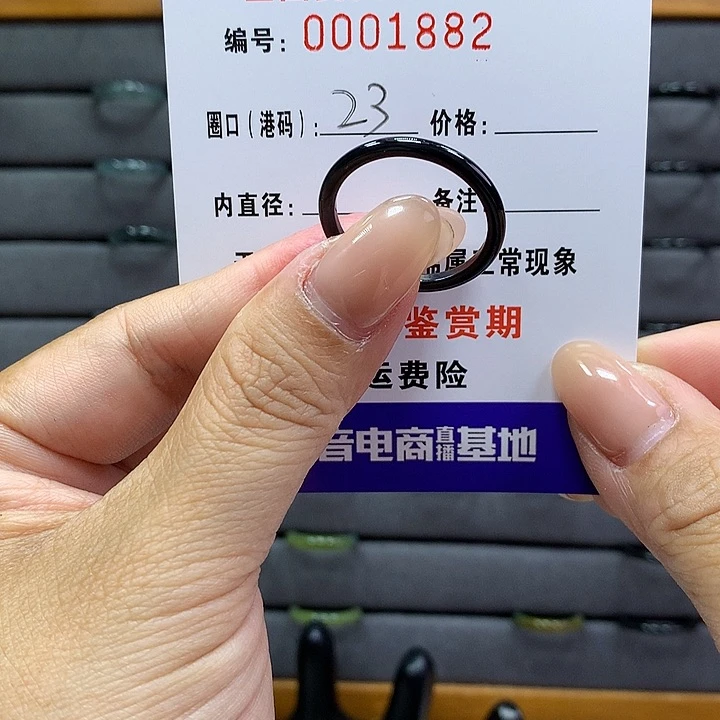 编号: 0001882
圈口(港码): 23 价格:
内直径: 备注
属正常现象
鉴赏期
运费险
音电商直播基地